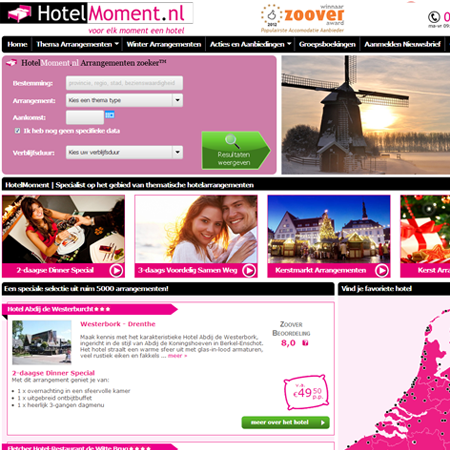 HotelMoment.nl
voor elk moment een hotel
winnaar
zoover
2012
award
Populairste Accomodatie Aanbieder
0
Home
Thema Arrangementen
Winter Arrangementen
Acties en Aanbiedingen
Groepsboekingen
Aanmelden Nieuwsbrief
HotelMoment.nl Arrangementen zoeker™
Bestemming:
provincie, regio, stad, bezienswaardigheid
Arrangement:
Kies een thema type
Aankomst:
Ik heb nog geen specifieke data
Verblijfsduur:
Kies uw verblijfsduur
Resultaten
weergeven
HotelMoment | Specialist op het gebied van thematische hotelarrangementen
2-daagse Dinner Special
3-daags Voordelig Samen Weg
Kerstmarkt Arrangementen
Kerst Arran
Een speciale selectie uit ruim 5000 arrangementen!
Vind je favoriete hotel
Hotel Abdij de Westerburcht
Westerbork - Drenthe
Maak kennis met het karakteristieke Hotel Abdij de Westerbork,
ingericht in de stijl van Abdij de Koningshoeven in Berkel-Enschot.
Het hotel straalt een warme sfeer uit met glas-in-lood armaturen,
veel rustiek eiken en fakkels ... meer »
Zoover
Beoordeling
8,0
2-daagse Dinner Special
Met dit arrangement geniet je van:
1 x overnachting in een sfeervolle kamer
1 x uitgebreid ontbijtbuffet
1 x heerlijk 3-gangen dagmenu
v.a.
€49,50
p.p.
meer over het hotel
Fletcher Hotel-Restaurant de Witte Brug